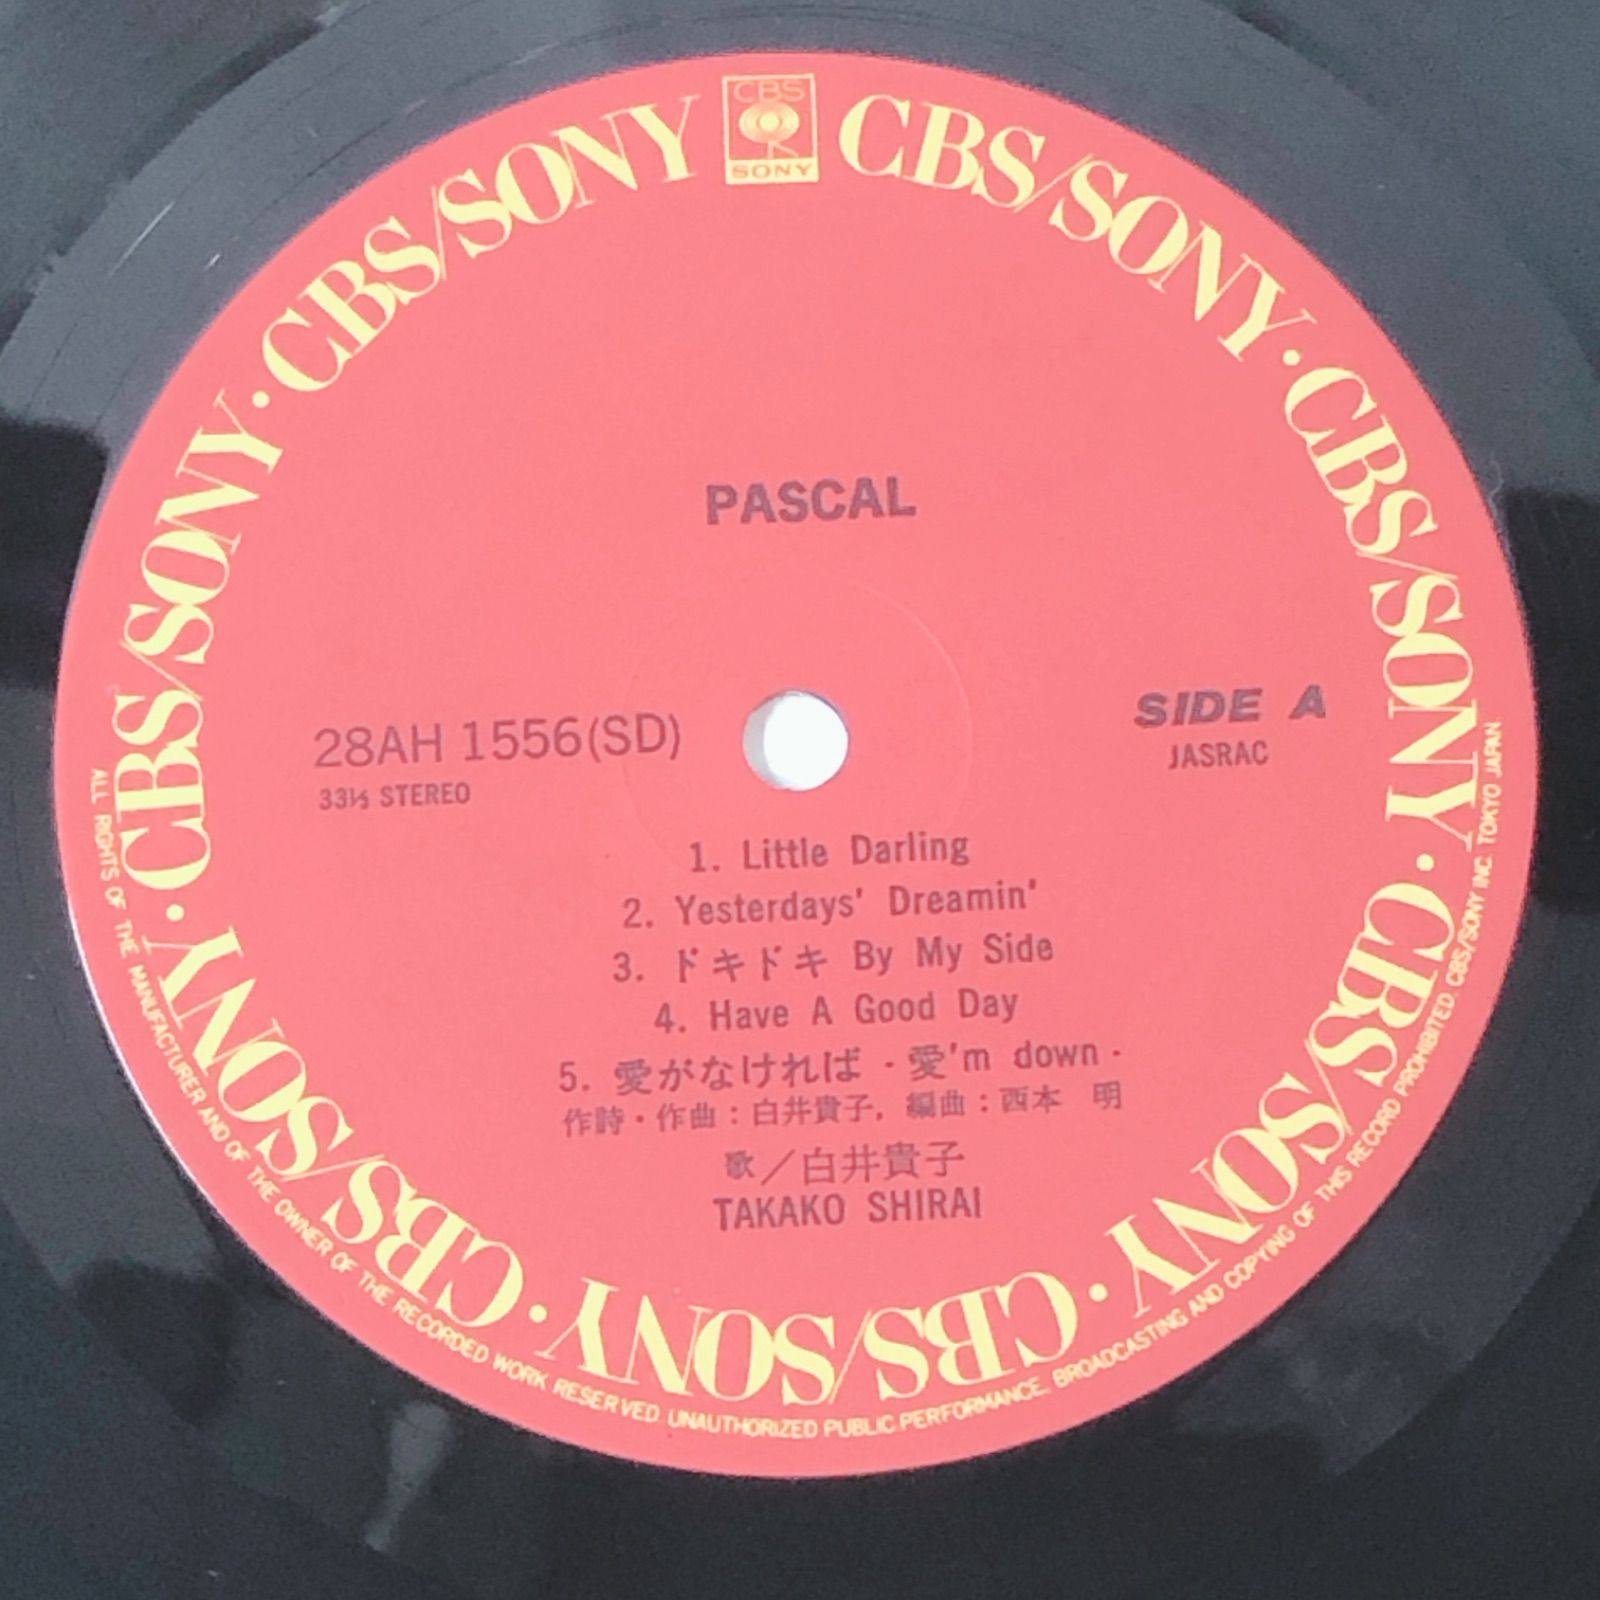 CBS
SONY
CBS/SONY · CBS/SONY · CBS/SONY · CBS/SONY · CBS/SONY · CBS/SONY · CBS/SONY · CBS/SONY
PASCAL
28AH 1556(SD)
33⅓ STEREO
SIDE A
JASRAC
1. Little Darling
2. Yesterdays' Dreamin'
3. ドキドキ By My Side
4. Have A Good Day
5. 愛がなければ - 愛'm down -
作詩・作曲：白井貴子, 編曲：西本 明
歌／白井貴子
TAKAKO SHIRAI
ALL RIGHTS OF THE MANUFACTURER AND OF THE OWNER OF THE RECORDED WORK RESERVED. UNAUTHORIZED PUBLIC PERFORMANCE, BROADCASTING AND COPYING OF THIS RECORD PROHIBITED. CBS/SONY INC. TOKYO JAPAN